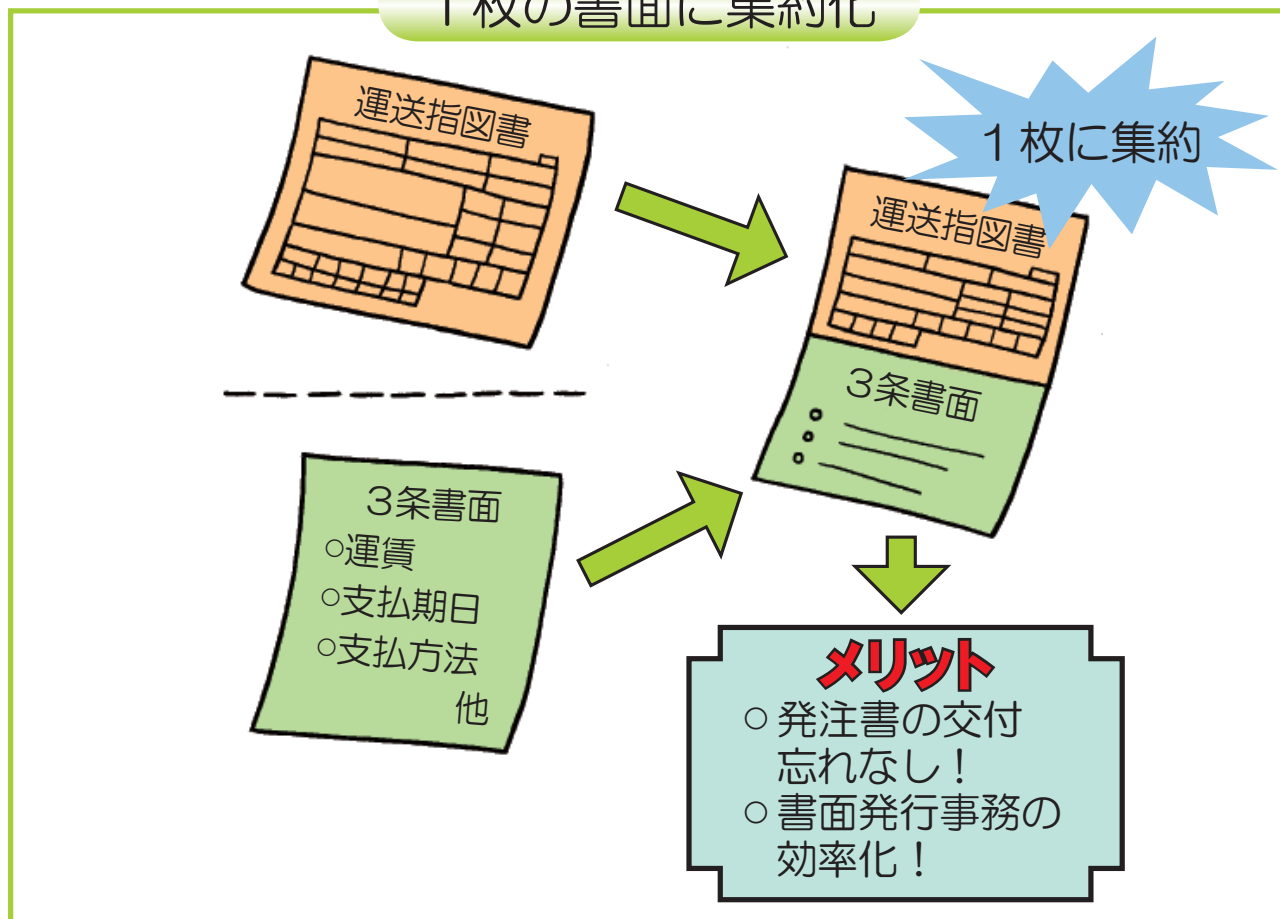 1枚の書面に集約化
運送指図書
1枚に集約
運送指図書
3条書面
3条書面
○運賃
○支払期日
○支払方法
他
メリット
○発注書の交付
忘れなし！
○書面発行事務の
効率化！